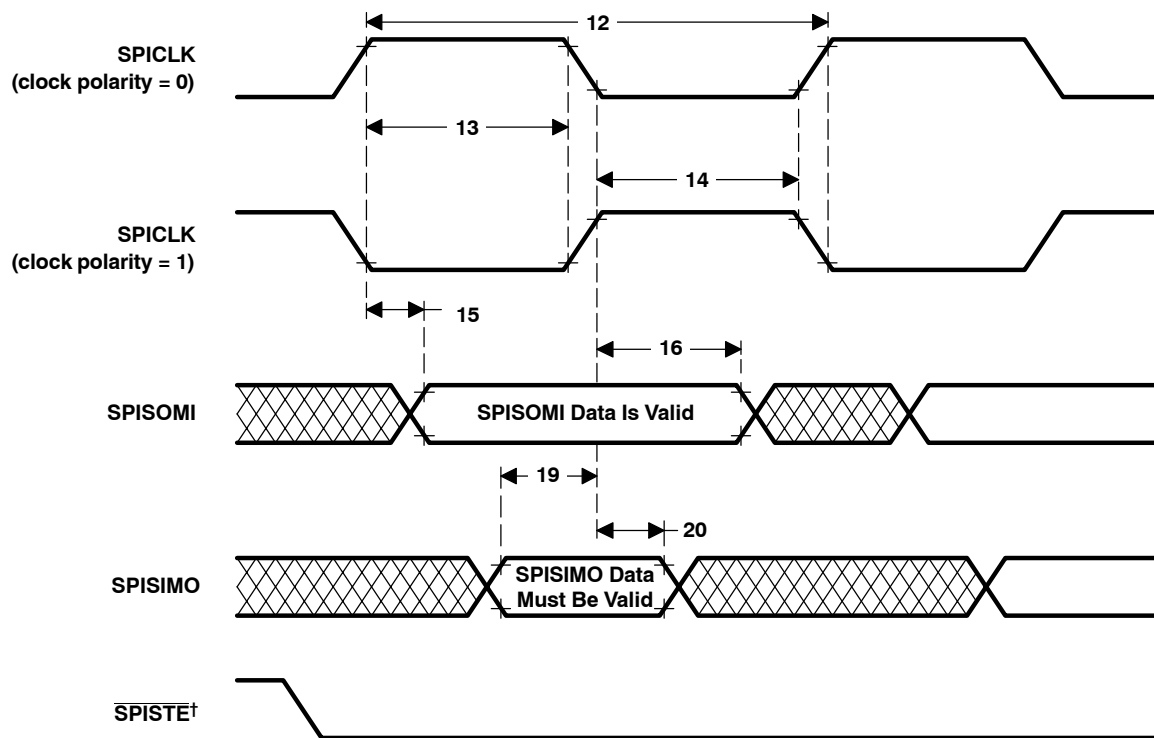 12
SPICLK
(clock polarity = 0)
13
14
SPICLK
(clock polarity = 1)
15
16
SPISOMI
SPISOMI Data Is Valid
19
20
SPISIMO
SPISIMO Data
Must Be Valid
SPISTE†